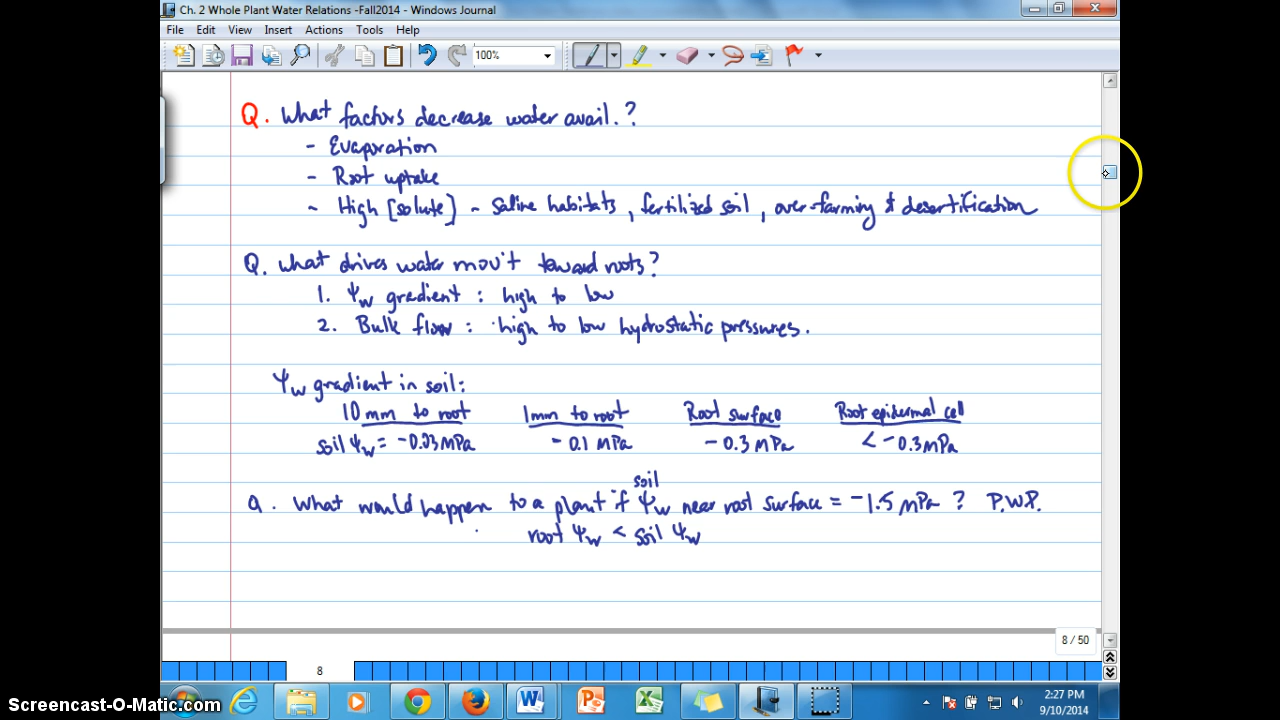 Ch. 2 Whole Plant Water Relations -Fall2014 - Windows Journal
File Edit View Insert Actions Tools Help
100%
Q. What factors decrease water avail.?
- Evaporation
- Root uptake
- High [solute] - Saline habitats, fertilized soil, over-farming & desertification
Q. What drives water mov't toward roots?
1. Ψw gradient : high to low
2. Bulk flow : high to low hydrostatic pressures.
Ψw gradient in soil:
10 mm to root 1mm to root Root surface Root epidermal cell
soil Ψw = -0.03 MPa -0.1 MPa -0.3 MPa < -0.3 MPa
soil
Q. What would happen to a plant if Ψw near root surface = -1.5 MPa ? P.W.P.
root Ψw < soil Ψw
8 / 50
8
2:27 PM
9/10/2014
Screencast-O-Matic.com